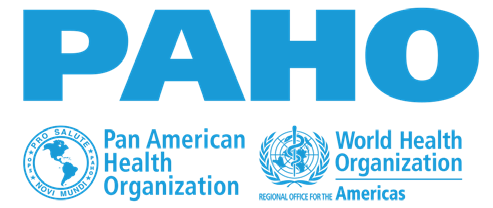 PAHO
PRO SALUTE
NOVI MUNDI
Pan American
Health
Organization
World Health
Organization
REGIONAL OFFICE FOR THE Americas